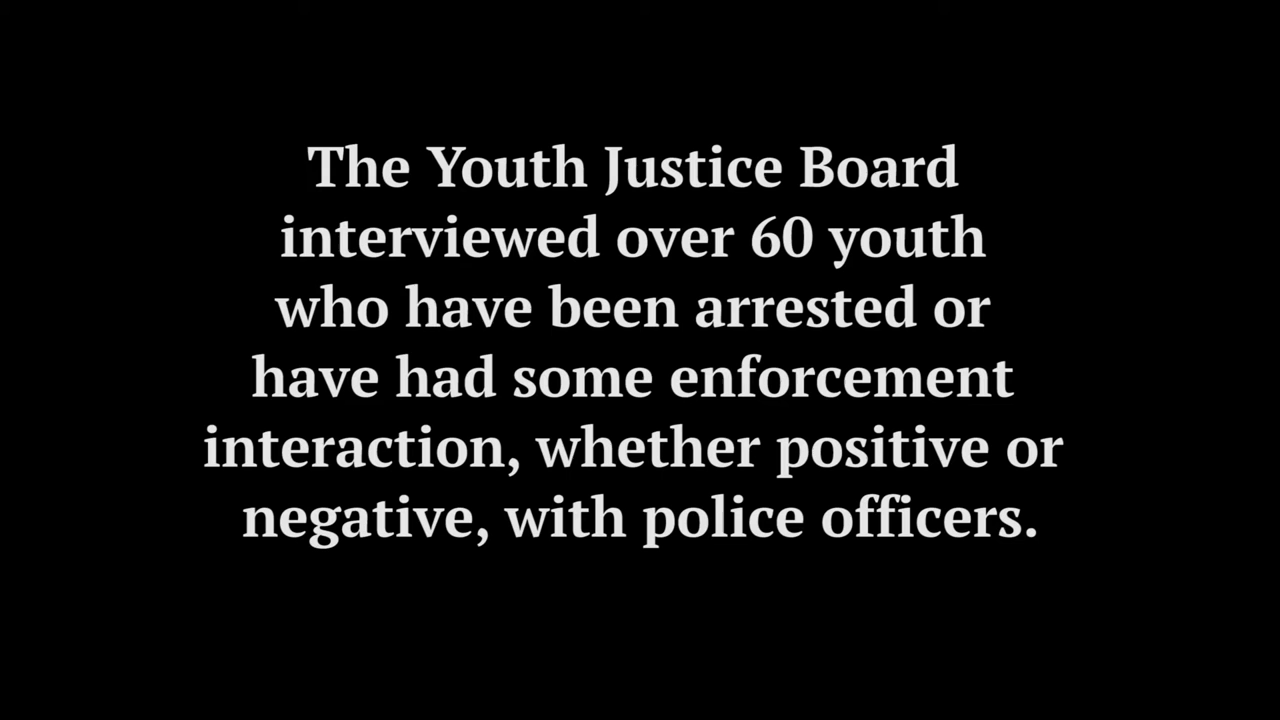 The Youth Justice Board
interviewed over 60 youth
who have been arrested or
have had some enforcement
interaction, whether positive or
negative, with police officers.